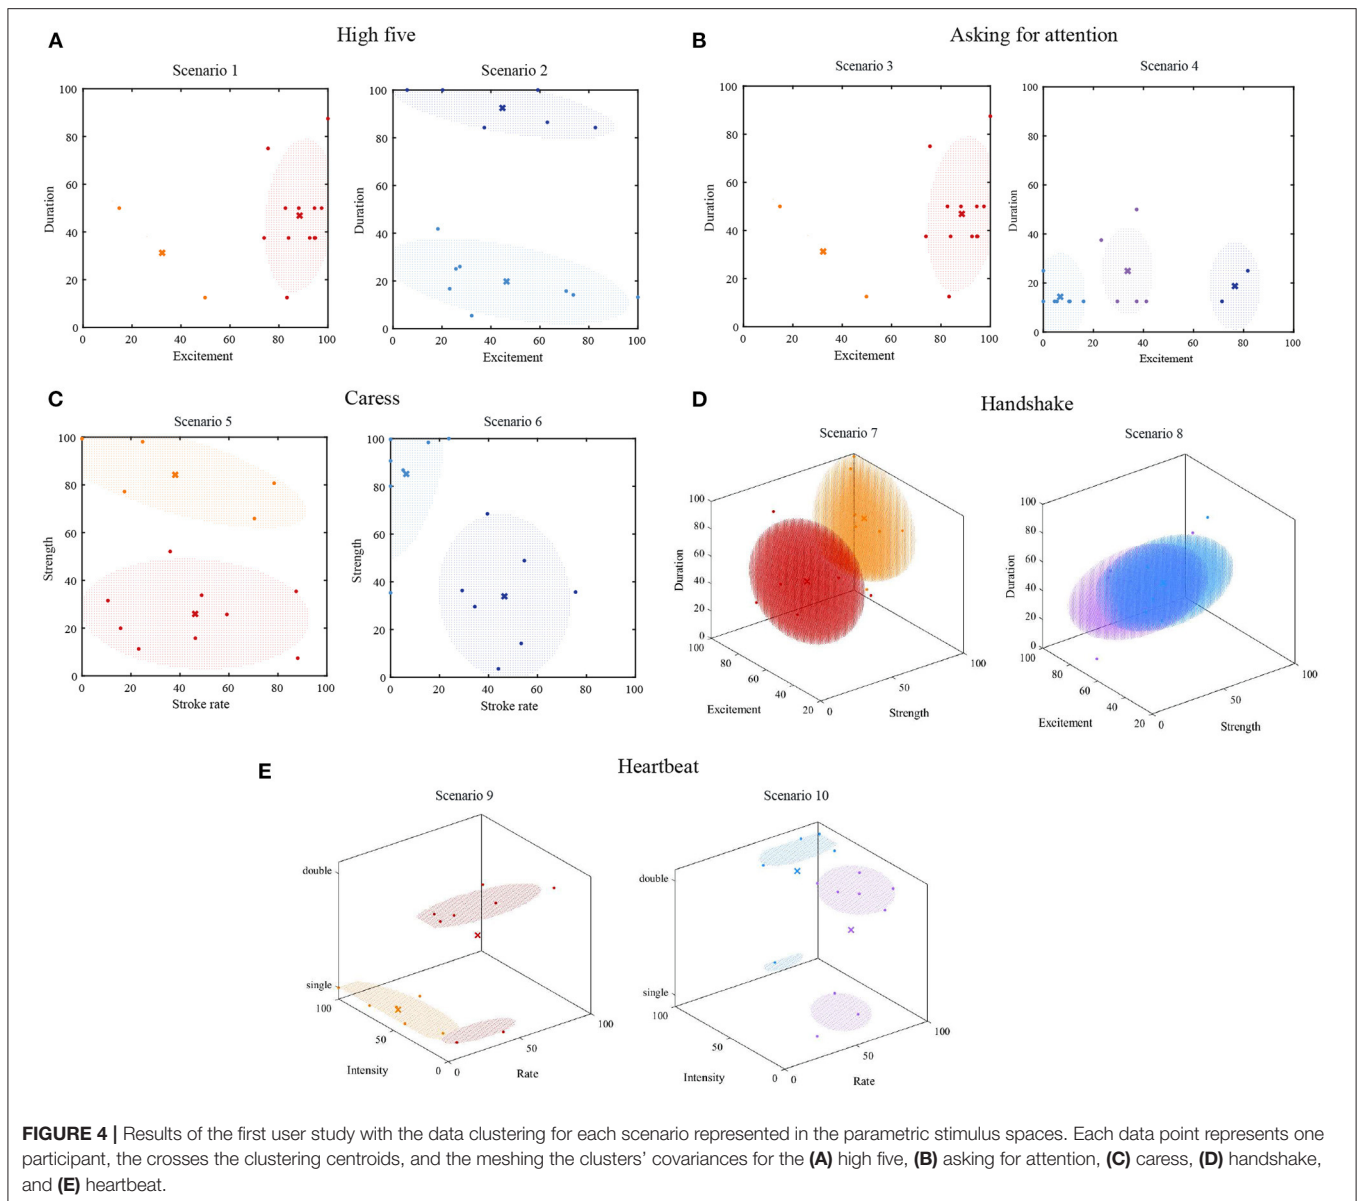 A
High five
B
Asking for attention
Scenario 1
Scenario 2
Scenario 3
Scenario 4
100
80
60
40
20
0
Duration
0 20 40 60 80 100
Excitement
100
80
60
40
20
0
Duration
0 20 40 60 80 100
Excitement
100
80
60
40
20
0
Duration
0 20 40 60 80 100
Excitement
100
80
60
40
20
0
Duration
0 20 40 60 80 100
Excitement
C
Caress
D
Handshake
Scenario 5
Scenario 6
Scenario 7
Scenario 8
100
80
60
40
20
0
Strength
0 20 40 60 80 100
Stroke rate
100
80
60
40
20
0
Strength
0 20 40 60 80 100
Stroke rate
100
80
60
40
20
0
Duration
100
80
60
40
20
Excitement
0
50
100
Strength
100
80
60
40
20
0
Duration
100
80
60
40
20
Excitement
0
50
100
Strength
E
Heartbeat
Scenario 9
Scenario 10
double
single
100
50
0
Intensity
0
50
100
Rate
double
single
100
50
0
Intensity
0
50
100
Rate
FIGURE 4 | Results of the first user study with the data clustering for each scenario represented in the parametric stimulus spaces. Each data point represents one
participant, the crosses the clustering centroids, and the meshing the clusters' covariances for the (A) high five, (B) asking for attention, (C) caress, (D) handshake,
and (E) heartbeat.